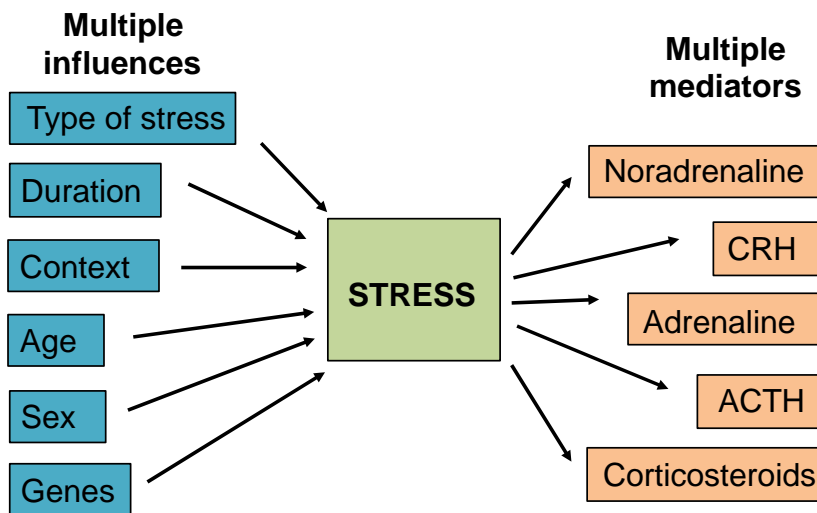 Multiple
influences
Type of stress
Duration
Context
Age
Sex
Genes
STRESS
Multiple
mediators
Noradrenaline
CRH
Adrenaline
ACTH
Corticosteroids